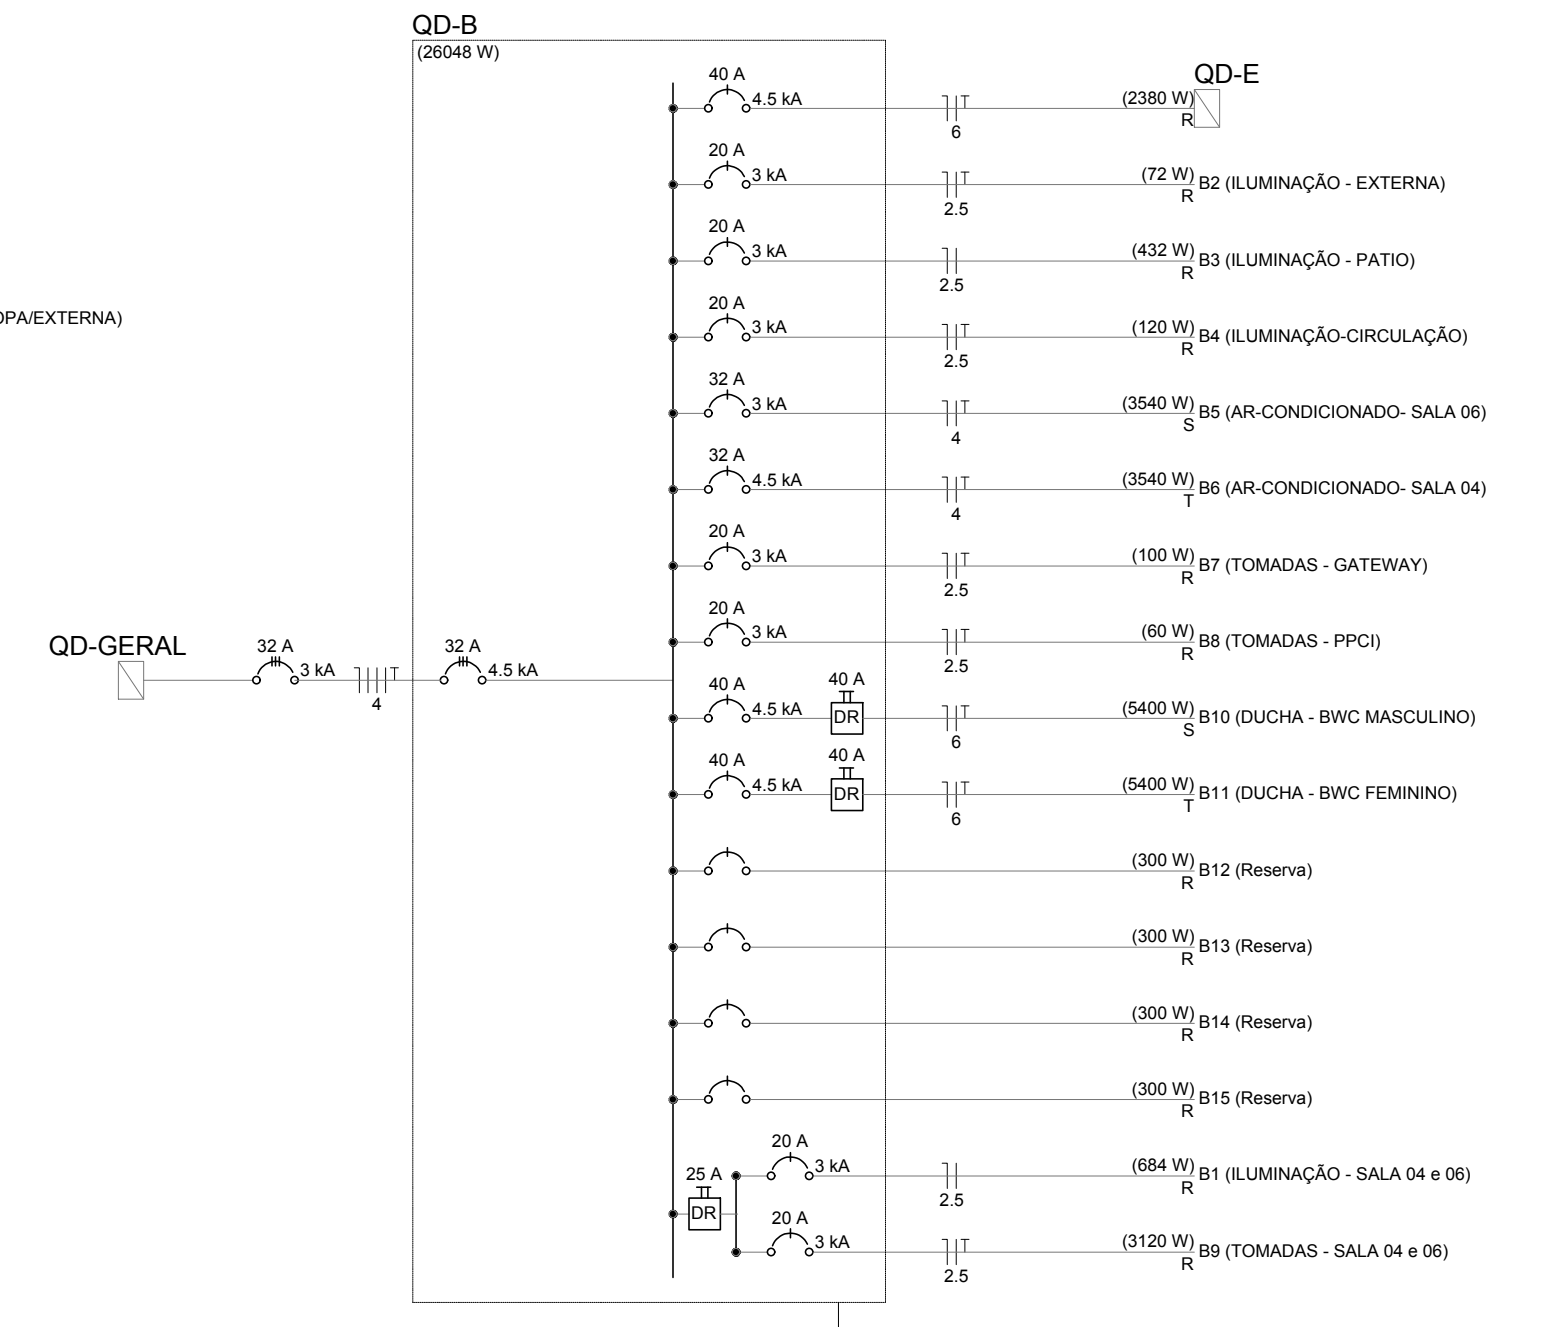 QD-B
(26048 W)
QD-E
40 A
4.5 kA
6
(2380 W)
R
20 A
3 kA
2.5
(72 W)
R
B2 (ILUMINAÇÃO - EXTERNA)
20 A
3 kA
2.5
(432 W)
R
B3 (ILUMINAÇÃO - PATIO)
OPA/EXTERNA)
20 A
3 kA
2.5
(120 W)
R
B4 (ILUMINAÇÃO-CIRCULAÇÃO)
32 A
3 kA
4
(3540 W)
S
B5 (AR-CONDICIONADO- SALA 06)
32 A
4.5 kA
4
(3540 W)
T
B6 (AR-CONDICIONADO- SALA 04)
20 A
3 kA
2.5
(100 W)
R
B7 (TOMADAS - GATEWAY)
20 A
3 kA
2.5
(60 W)
R
B8 (TOMADAS - PPCI)
QD-GERAL
32 A
3 kA
4
32 A
4.5 kA
40 A
4.5 kA
40 A
DR
6
(5400 W)
S
B10 (DUCHA - BWC MASCULINO)
40 A
4.5 kA
40 A
DR
6
(5400 W)
T
B11 (DUCHA - BWC FEMININO)
(300 W)
R
B12 (Reserva)
(300 W)
R
B13 (Reserva)
(300 W)
R
B14 (Reserva)
(300 W)
R
B15 (Reserva)
25 A
DR
20 A
3 kA
2.5
(684 W)
R
B1 (ILUMINAÇÃO - SALA 04 e 06)
20 A
3 kA
2.5
(3120 W)
R
B9 (TOMADAS - SALA 04 e 06)